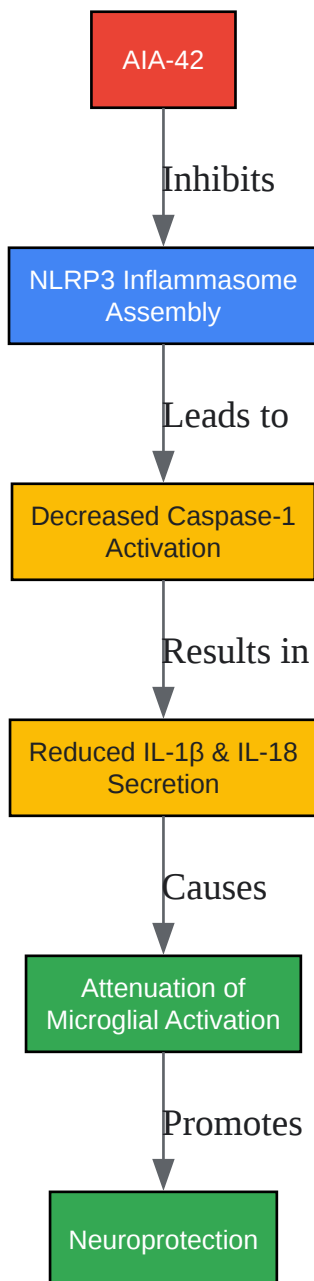 AIA-42
Inhibits
NLRP3 Inflammasome
Assembly
Leads to
Decreased Caspase-1
Activation
Results in
Reduced IL-1β & IL-18
Secretion
Causes
Attenuation of
Microglial Activation
Promotes
Neuroprotection